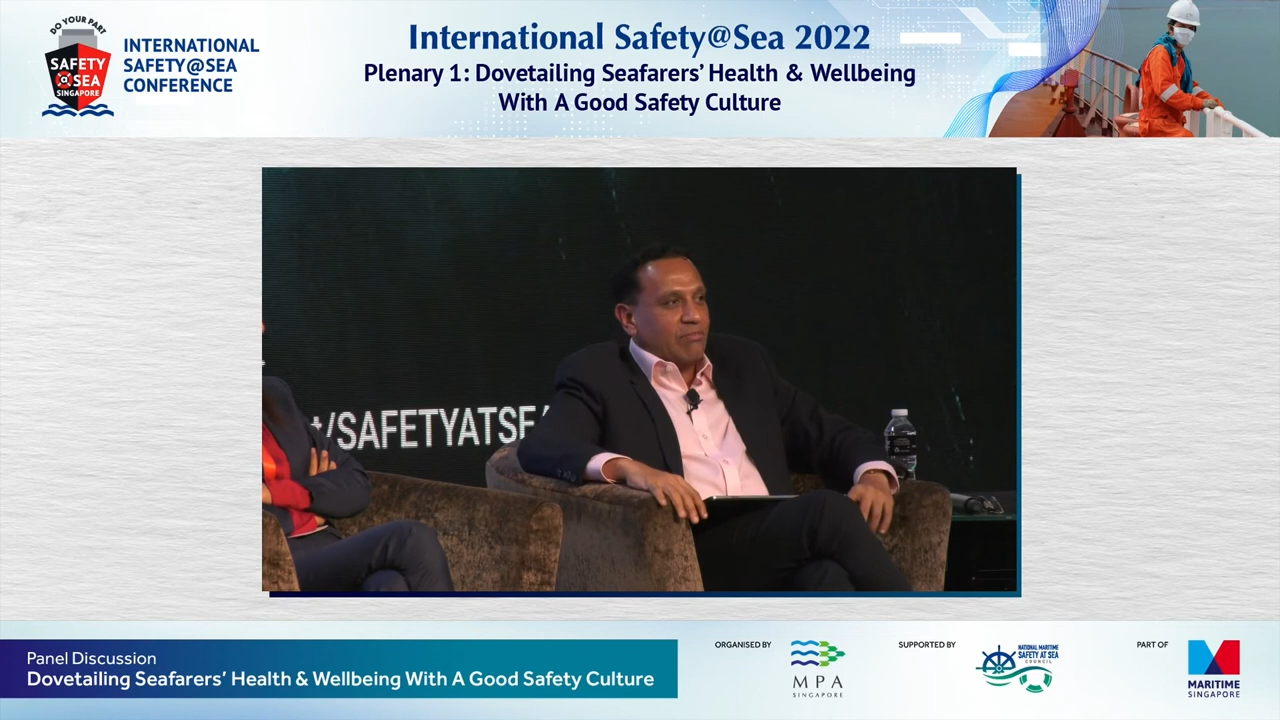 DO YOUR PART
SAFETY
@SEA
SINGAPORE
INTERNATIONAL
SAFETY@SEA
CONFERENCE
International Safety@Sea 2022
Plenary 1: Dovetailing Seafarers' Health & Wellbeing
With A Good Safety Culture
t/SAFETYATSEA
Panel Discussion
Dovetailing Seafarers' Health & Wellbeing With A Good Safety Culture
ORGANISED BY
MPA
SINGAPORE
SUPPORTED BY
NATIONAL MARITIME
SAFETY AT SEA
COUNCIL
PART OF
MARITIME
SINGAPORE